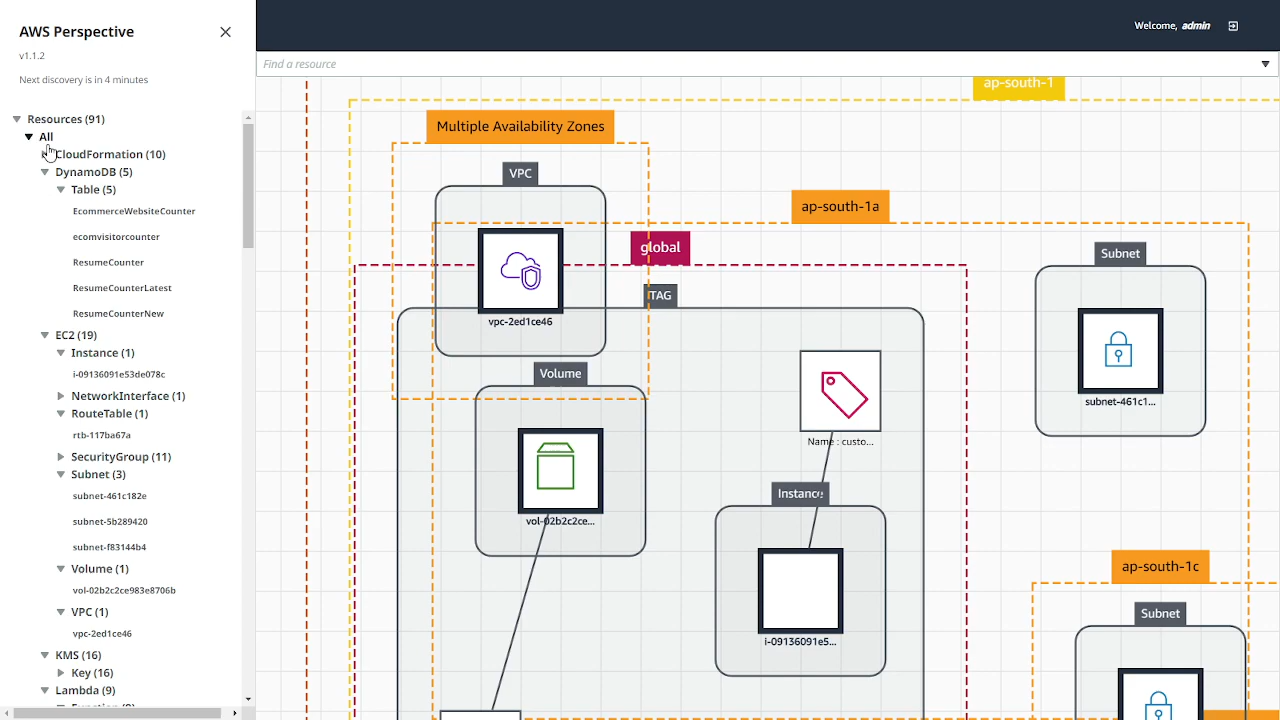 AWS Perspective
v1.1.2
Next discovery is in 4 minutes
Resources (91)
All
CloudFormation (10)
DynamoDB (5)
Table (5)
EcommerceWebsiteCounter
ecomvisitorcounter
ResumeCounter
ResumeCounterLatest
ResumeCounterNew
EC2 (19)
Instance (1)
i-09136091e53de078c
NetworkInterface (1)
RouteTable (1)
rtb-117ba67a
SecurityGroup (11)
Subnet (3)
subnet-461c182e
subnet-5b289420
subnet-f83144b4
Volume (1)
vol-02b2c2ce983e8706b
VPC (1)
vpc-2ed1ce46
KMS (16)
Key (16)
Lambda (9)
Welcome, admin
Find a resource
ap-south-1
Multiple Availability Zones
VPC
vpc-2ed1ce46
ap-south-1a
global
TAG
Subnet
subnet-461c1...
Volume
vol-02b2c2ce...
Name : custo...
Instance
i-09136091e5...
ap-south-1c
Subnet